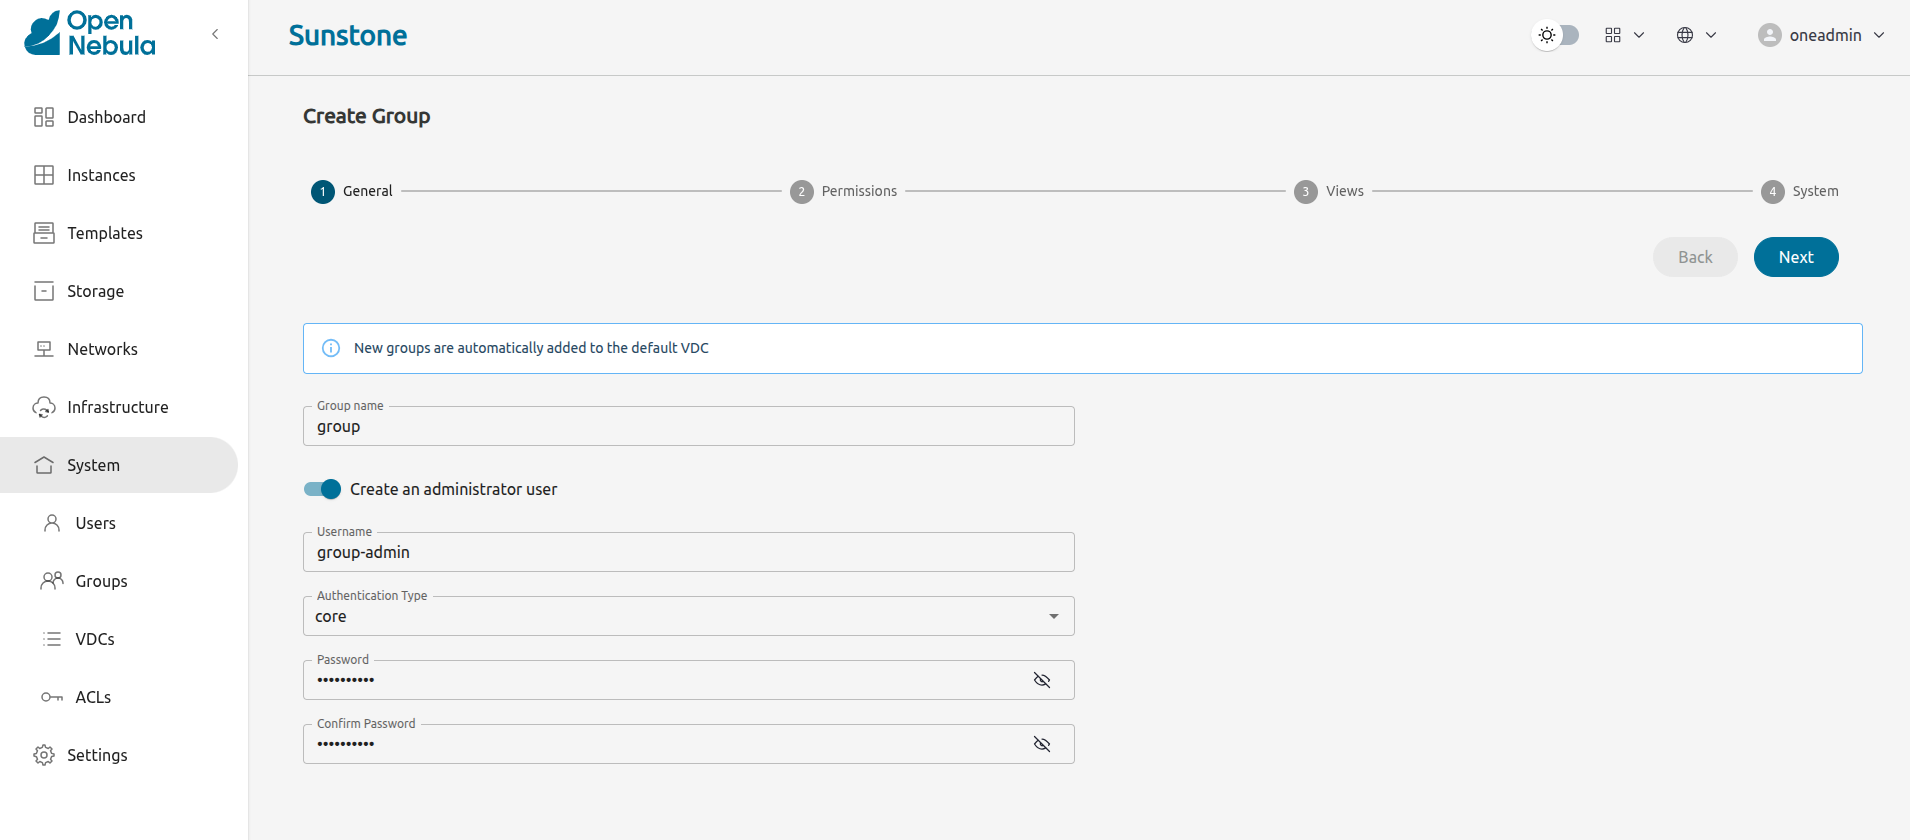 Open
Nebula
Sunstone
oneadmin
Dashboard
Instances
Templates
Storage
Networks
Infrastructure
System
Users
Groups
VDCs
ACLs
Settings
Create Group
1 General
2 Permissions
3 Views
4 System
Back
Next
New groups are automatically added to the default VDC
Group name
group
Create an administrator user
Username
group-admin
Authentication Type
core
Password
••••••••••
Confirm Password
••••••••••